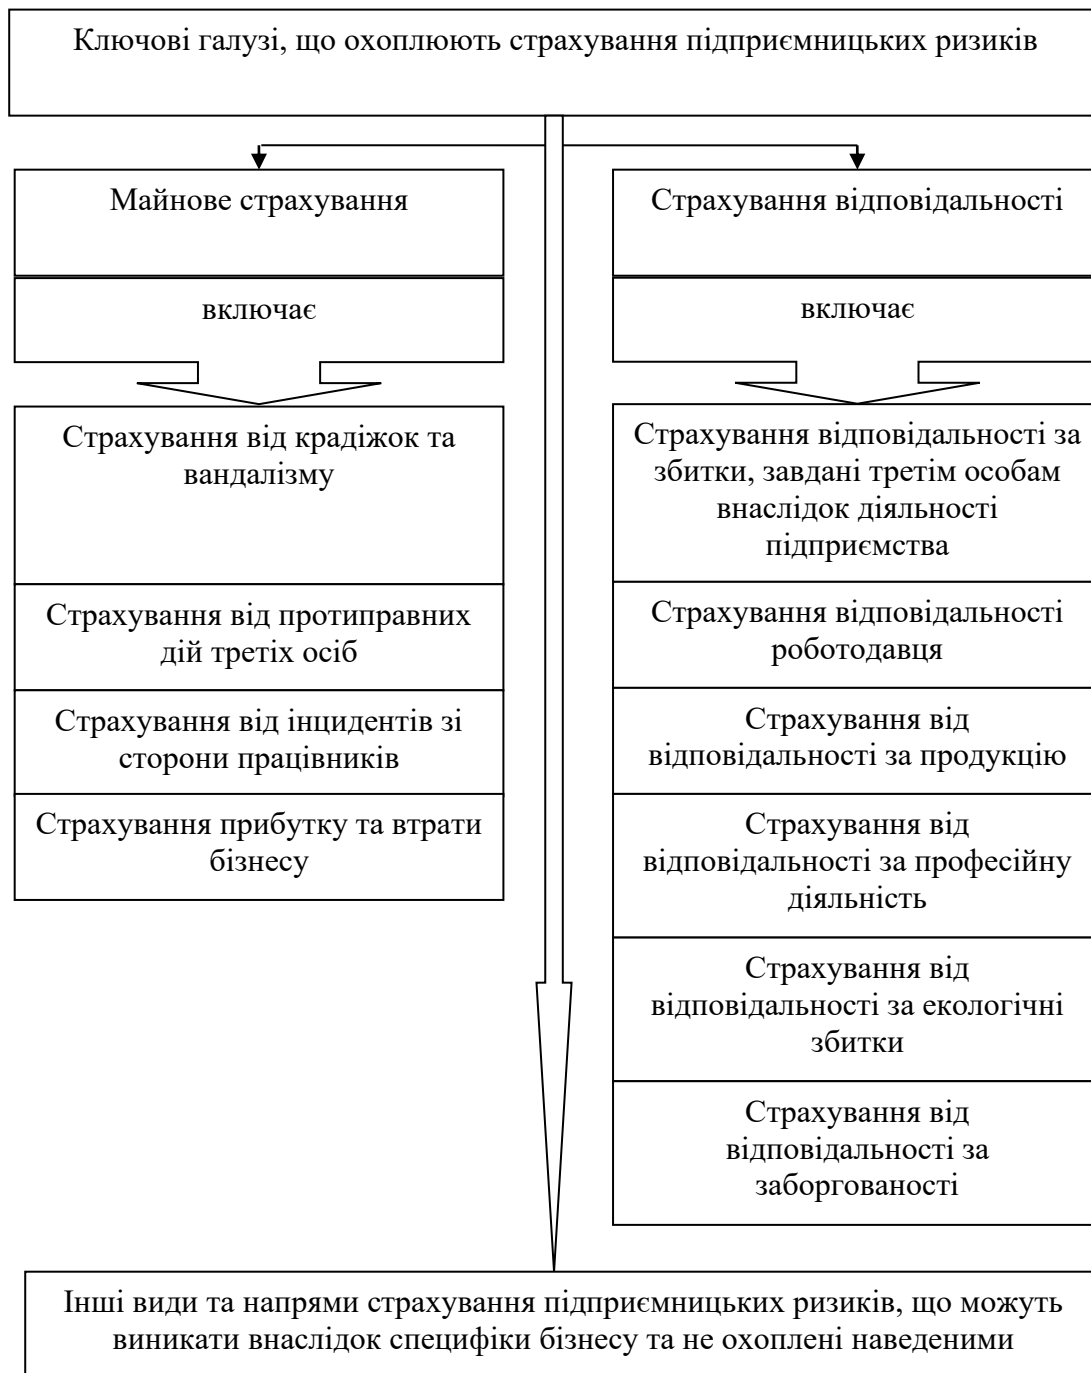 Ключові галузі, що охоплюють страхування підприємницьких ризиків
Майнове страхування
включає
Страхування від крадіжок та
вандалізму
Страхування від протиправних
дій третіх осіб
Страхування від інцидентів зі
сторони працівників
Страхування прибутку та втрати
бізнесу
Страхування відповідальності
включає
Страхування відповідальності за
збитки, завдані третім особам
внаслідок діяльності
підприємства
Страхування відповідальності
роботодавця
Страхування від
відповідальності за продукцію
Страхування від
відповідальності за професійну
діяльність
Страхування від
відповідальності за екологічні
збитки
Страхування від
відповідальності за
заборгованості
Інші види та напрями страхування підприємницьких ризиків, що можуть
виникати внаслідок специфіки бізнесу та не охоплені наведеними